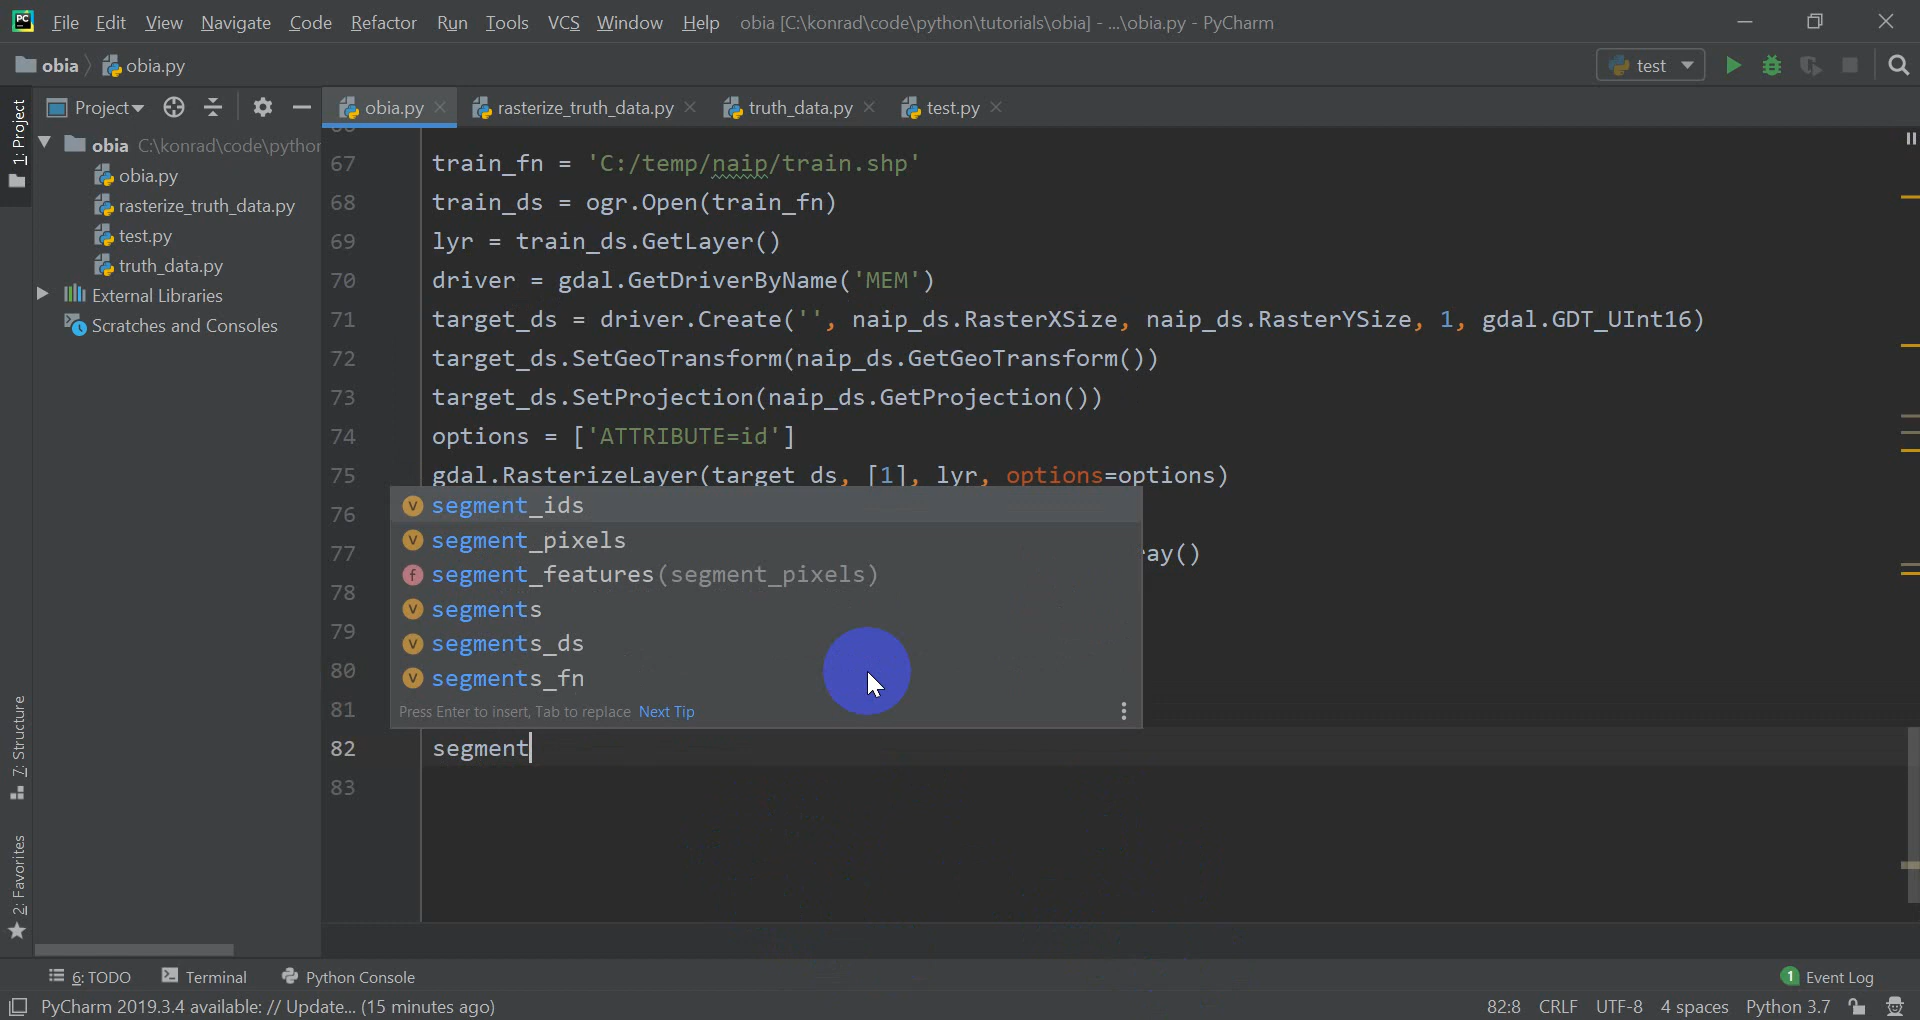 File Edit View Navigate Code Refactor Run Tools VCS Window Help obia [C:\konrad\code\python\tutorials\obia] - ...\obia.py - PyCharm
obia obia.py test
1: Project
Project
obia.py rasterize_truth_data.py truth_data.py test.py
obia C:\konrad\code\python
obia.py
rasterize_truth_data.py
test.py
truth_data.py
External Libraries
Scratches and Consoles
67 train_fn = 'C:/temp/naip/train.shp'
68 train_ds = ogr.Open(train_fn)
69 lyr = train_ds.GetLayer()
70 driver = gdal.GetDriverByName('MEM')
71 target_ds = driver.Create('', naip_ds.RasterXSize, naip_ds.RasterYSize, 1, gdal.GDT_UInt16)
72 target_ds.SetGeoTransform(naip_ds.GetGeoTransform())
73 target_ds.SetProjection(naip_ds.GetProjection())
74 options = ['ATTRIBUTE=id']
75 gdal.RasterizeLayer(target_ds, [1], lyr, options=options)
76
77 ay()
78
79
80
81
82 segment
83
segment_ids
segment_pixels
segment_features(segment_pixels)
segments
segments_ds
segments_fn
Press Enter to insert, Tab to replace Next Tip
7: Structure
2: Favorites
6: TODO Terminal Python Console 1 Event Log
PyCharm 2019.3.4 available: // Update... (15 minutes ago) 82:8 CRLF UTF-8 4 spaces Python 3.7